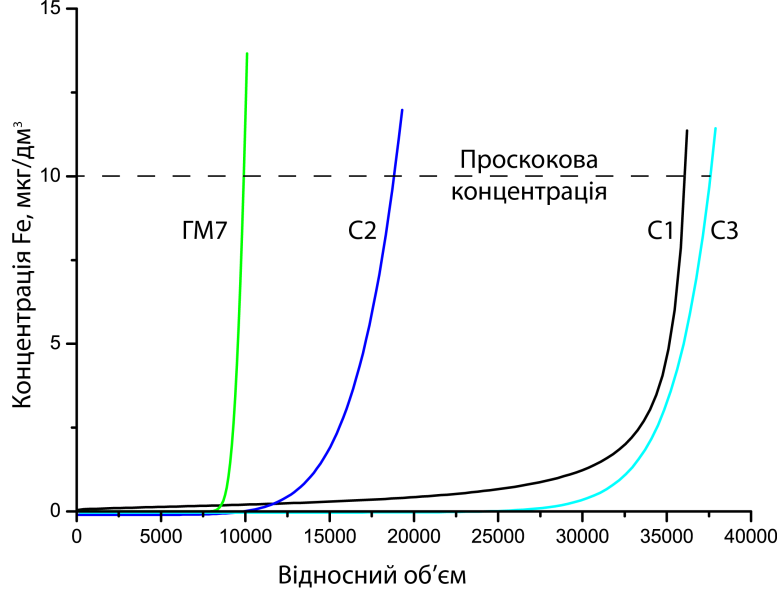 15
10
5
0
Концентрація Fe, мкг/дм³
Проскокова
концентрація
ГМ7
С2
С1
С3
0
5000
10000
15000
20000
25000
30000
35000
40000
Відносний об’єм